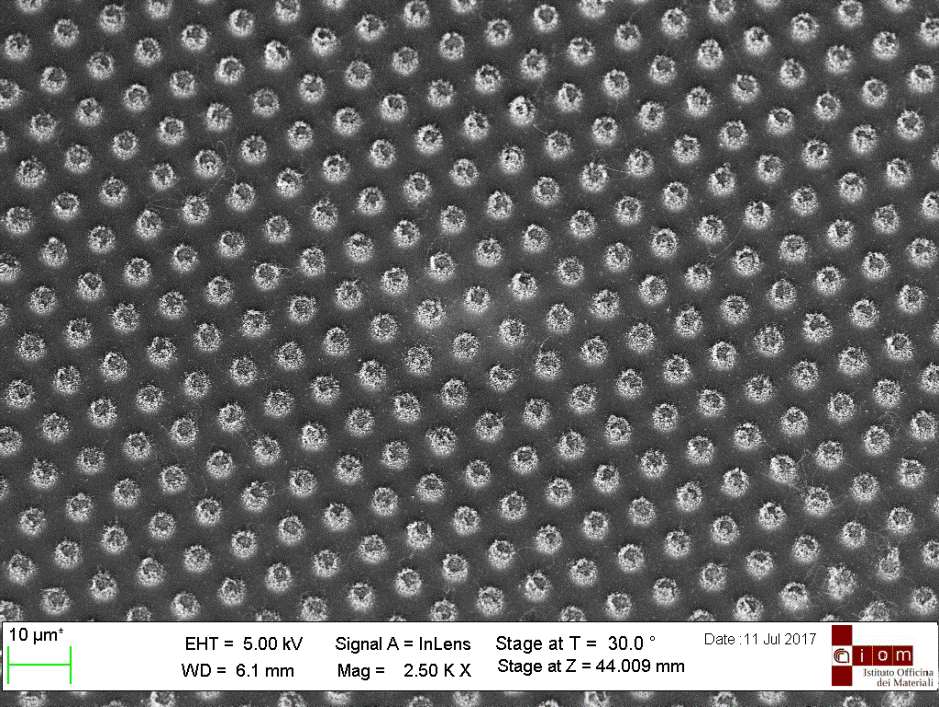 10 µm*
EHT = 5.00 kV Signal A = InLens Stage at T = 30.0 ° Date :11 Jul 2017
WD = 6.1 mm Mag = 2.50 K X Stage at Z = 44.009 mm
iom
Istituto Officina
dei Materiali